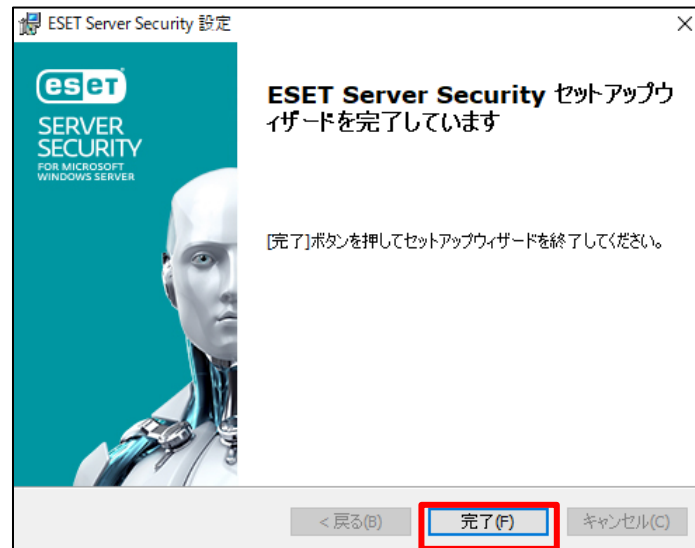 ESET Server Security 設定
eset
SERVER
SECURITY
FOR MICROSOFT
WINDOWS SERVER
ESET Server Security セットアップウ
ィザードを完了しています
[完了]ボタンを押してセットアップウィザードを終了してください。
< 戻る(B)
完了(F)
キャンセル(C)